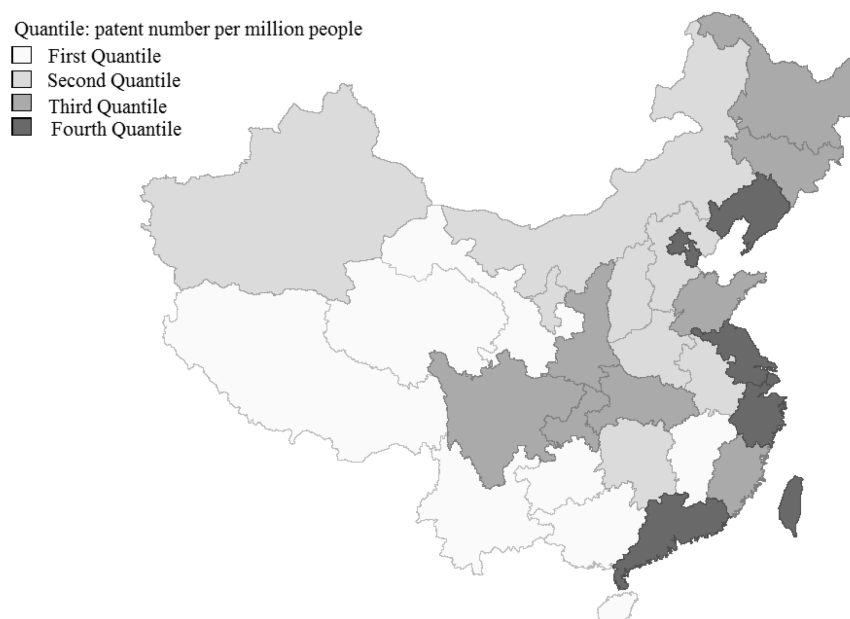 Quantile: patent number per million people
First Quantile
Second Quantile
Third Quantile
Fourth Quantile